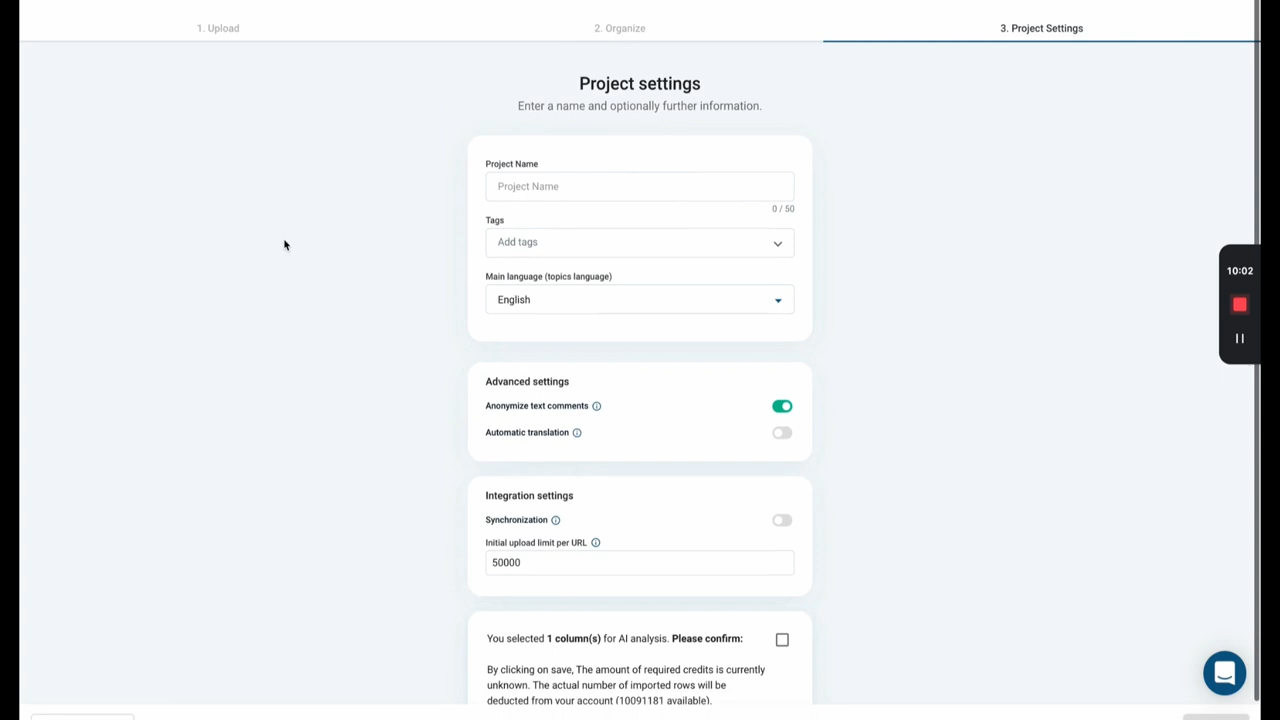 1. Upload
2. Organize
3. Project Settings
Project settings
Enter a name and optionally further information.
Project Name
Project Name
0 / 50
Tags
Add tags
Main language (topics language)
English
10:02
Advanced settings
Anonymize text comments
Automatic translation
Integration settings
Synchronization
Initial upload limit per URL
50000
You selected 1 column(s) for AI analysis. Please confirm:
By clicking on save, The amount of required credits is currently
unknown. The actual number of imported rows will be
deducted from your account (10091181 available).